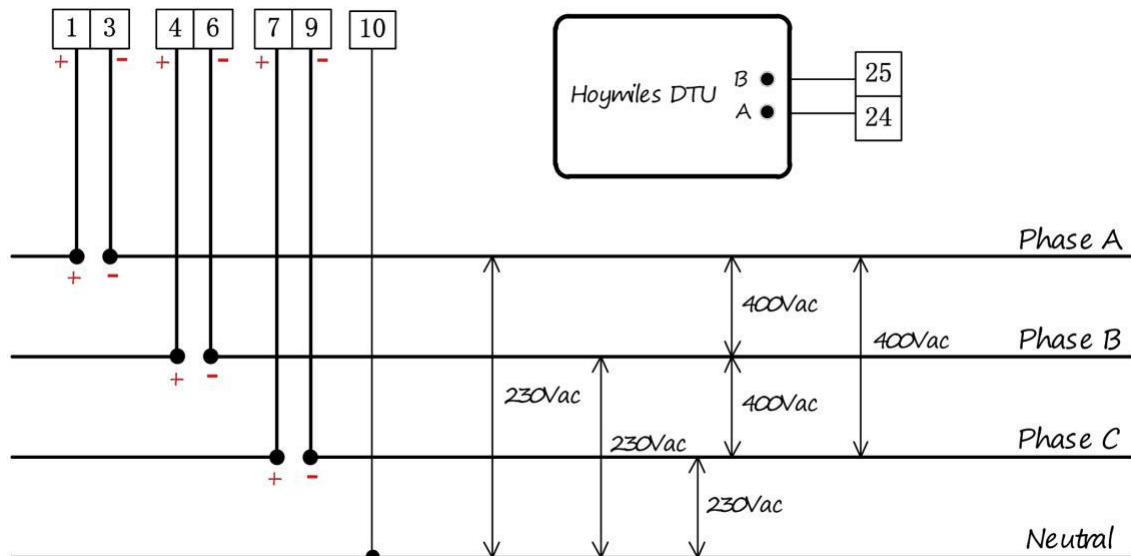 1 3 4 6 7 9 10
+ - + - + -
Hoymiles DTU
B
25
A
24
Phase A
+ -
400Vac
400Vac
Phase B
+ -
230Vac
400Vac
230Vac
Phase C
+ -
230Vac
Neutral